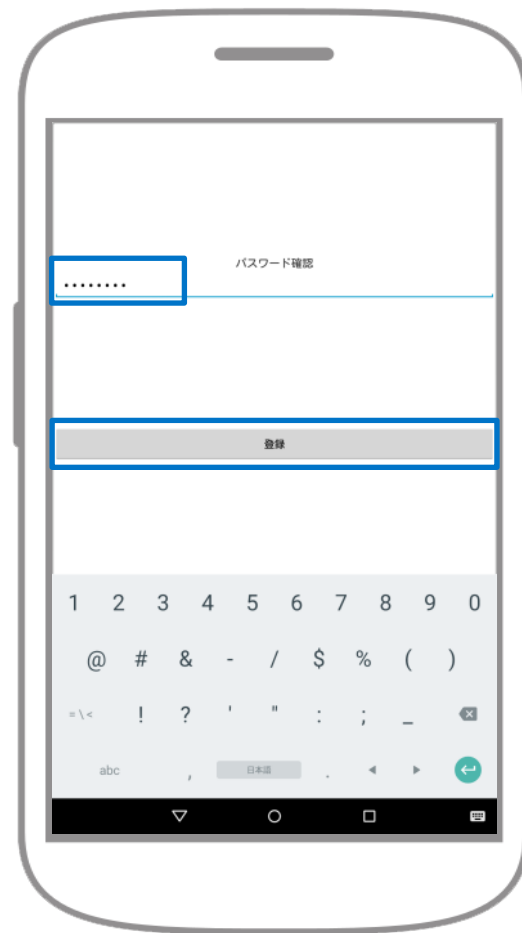 パスワード確認
••••••••
登録
1 2 3 4 5 6 7 8 9 0
@ # & - / $ % ( )
= \ < ! ? ' " : ; _
abc , 日本語 .